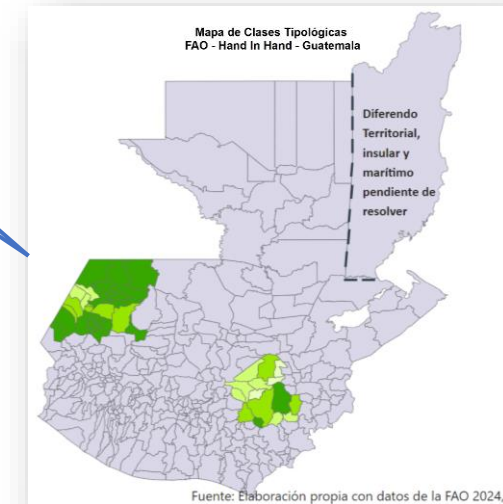 Mapa de Clases Tipológicas
FAO - Hand In Hand - Guatemala
Diferendo
Territorial,
insular y
marítimo
pendiente de
resolver
Fuente: Elaboración propia con datos de la FAO 2024.